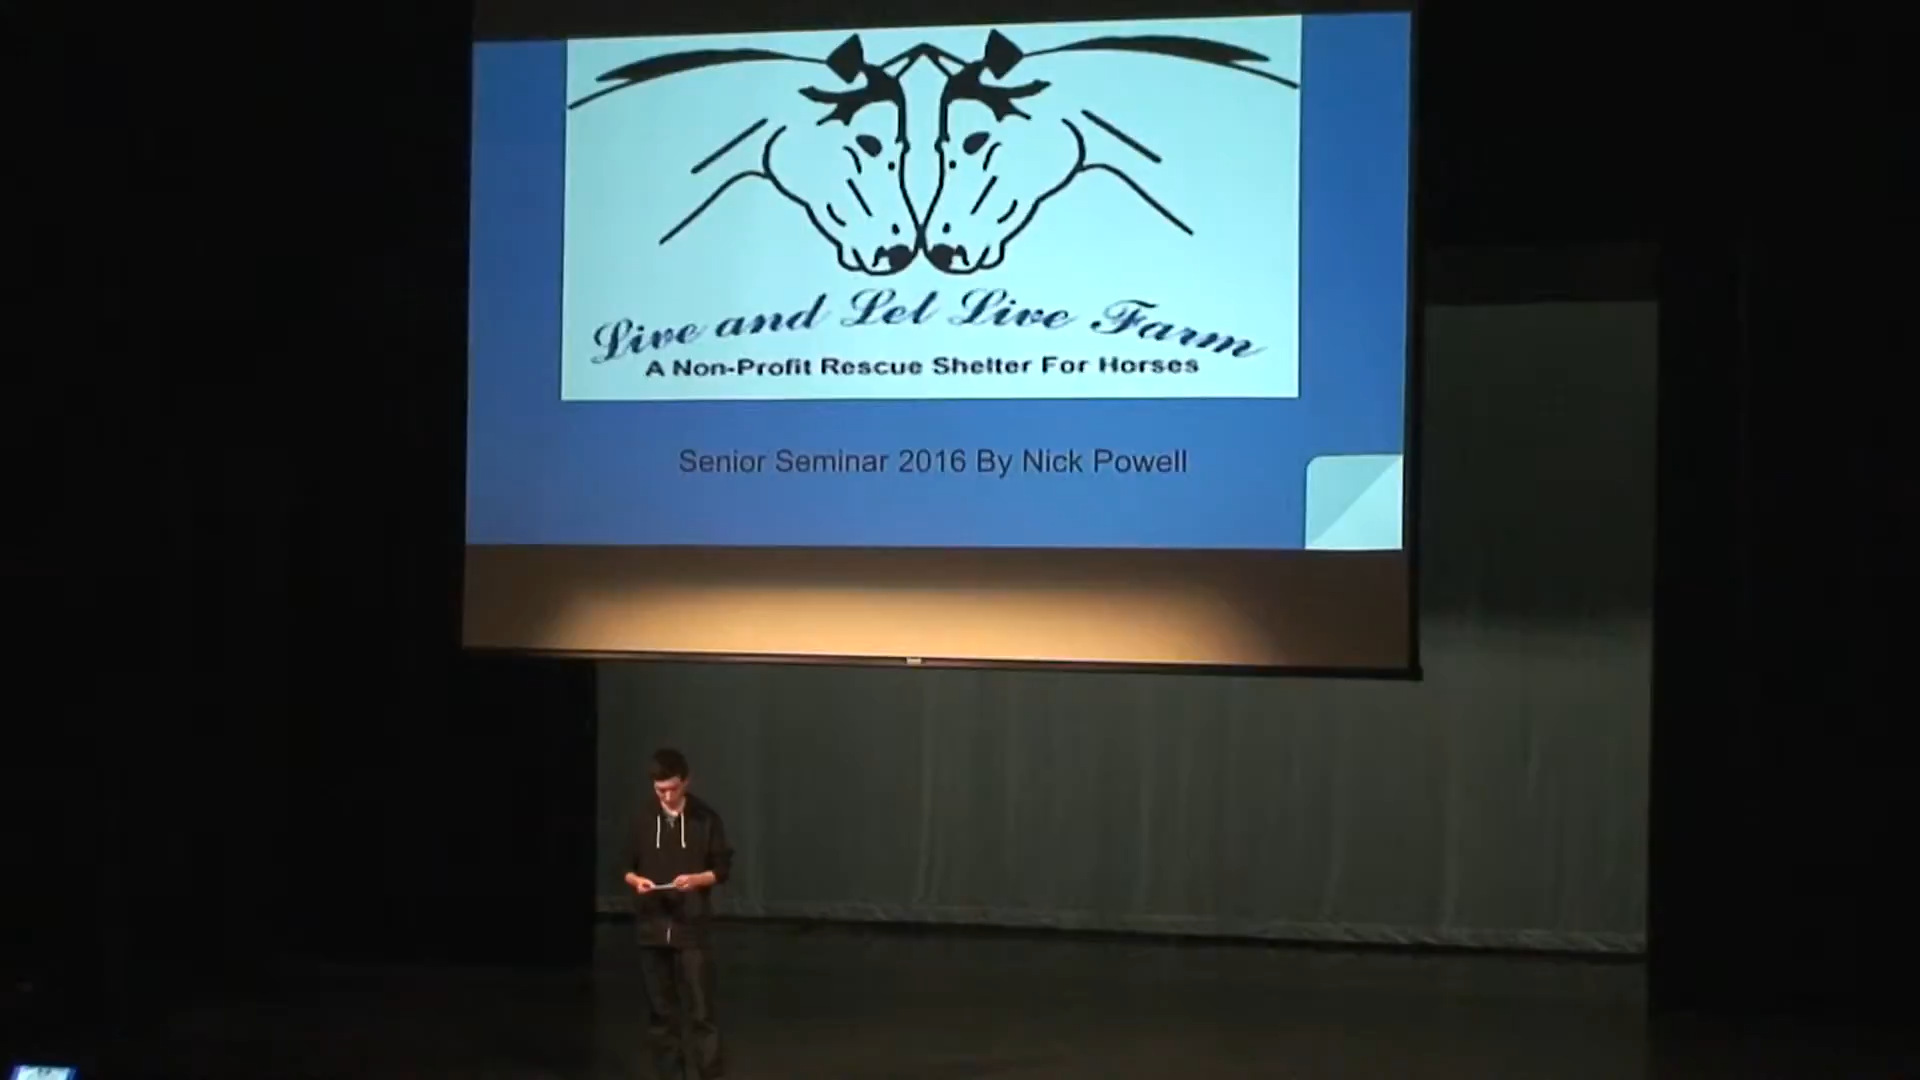 Live and Let Live Farm
A Non-Profit Rescue Shelter For Horses
Senior Seminar 2016 By Nick Powell